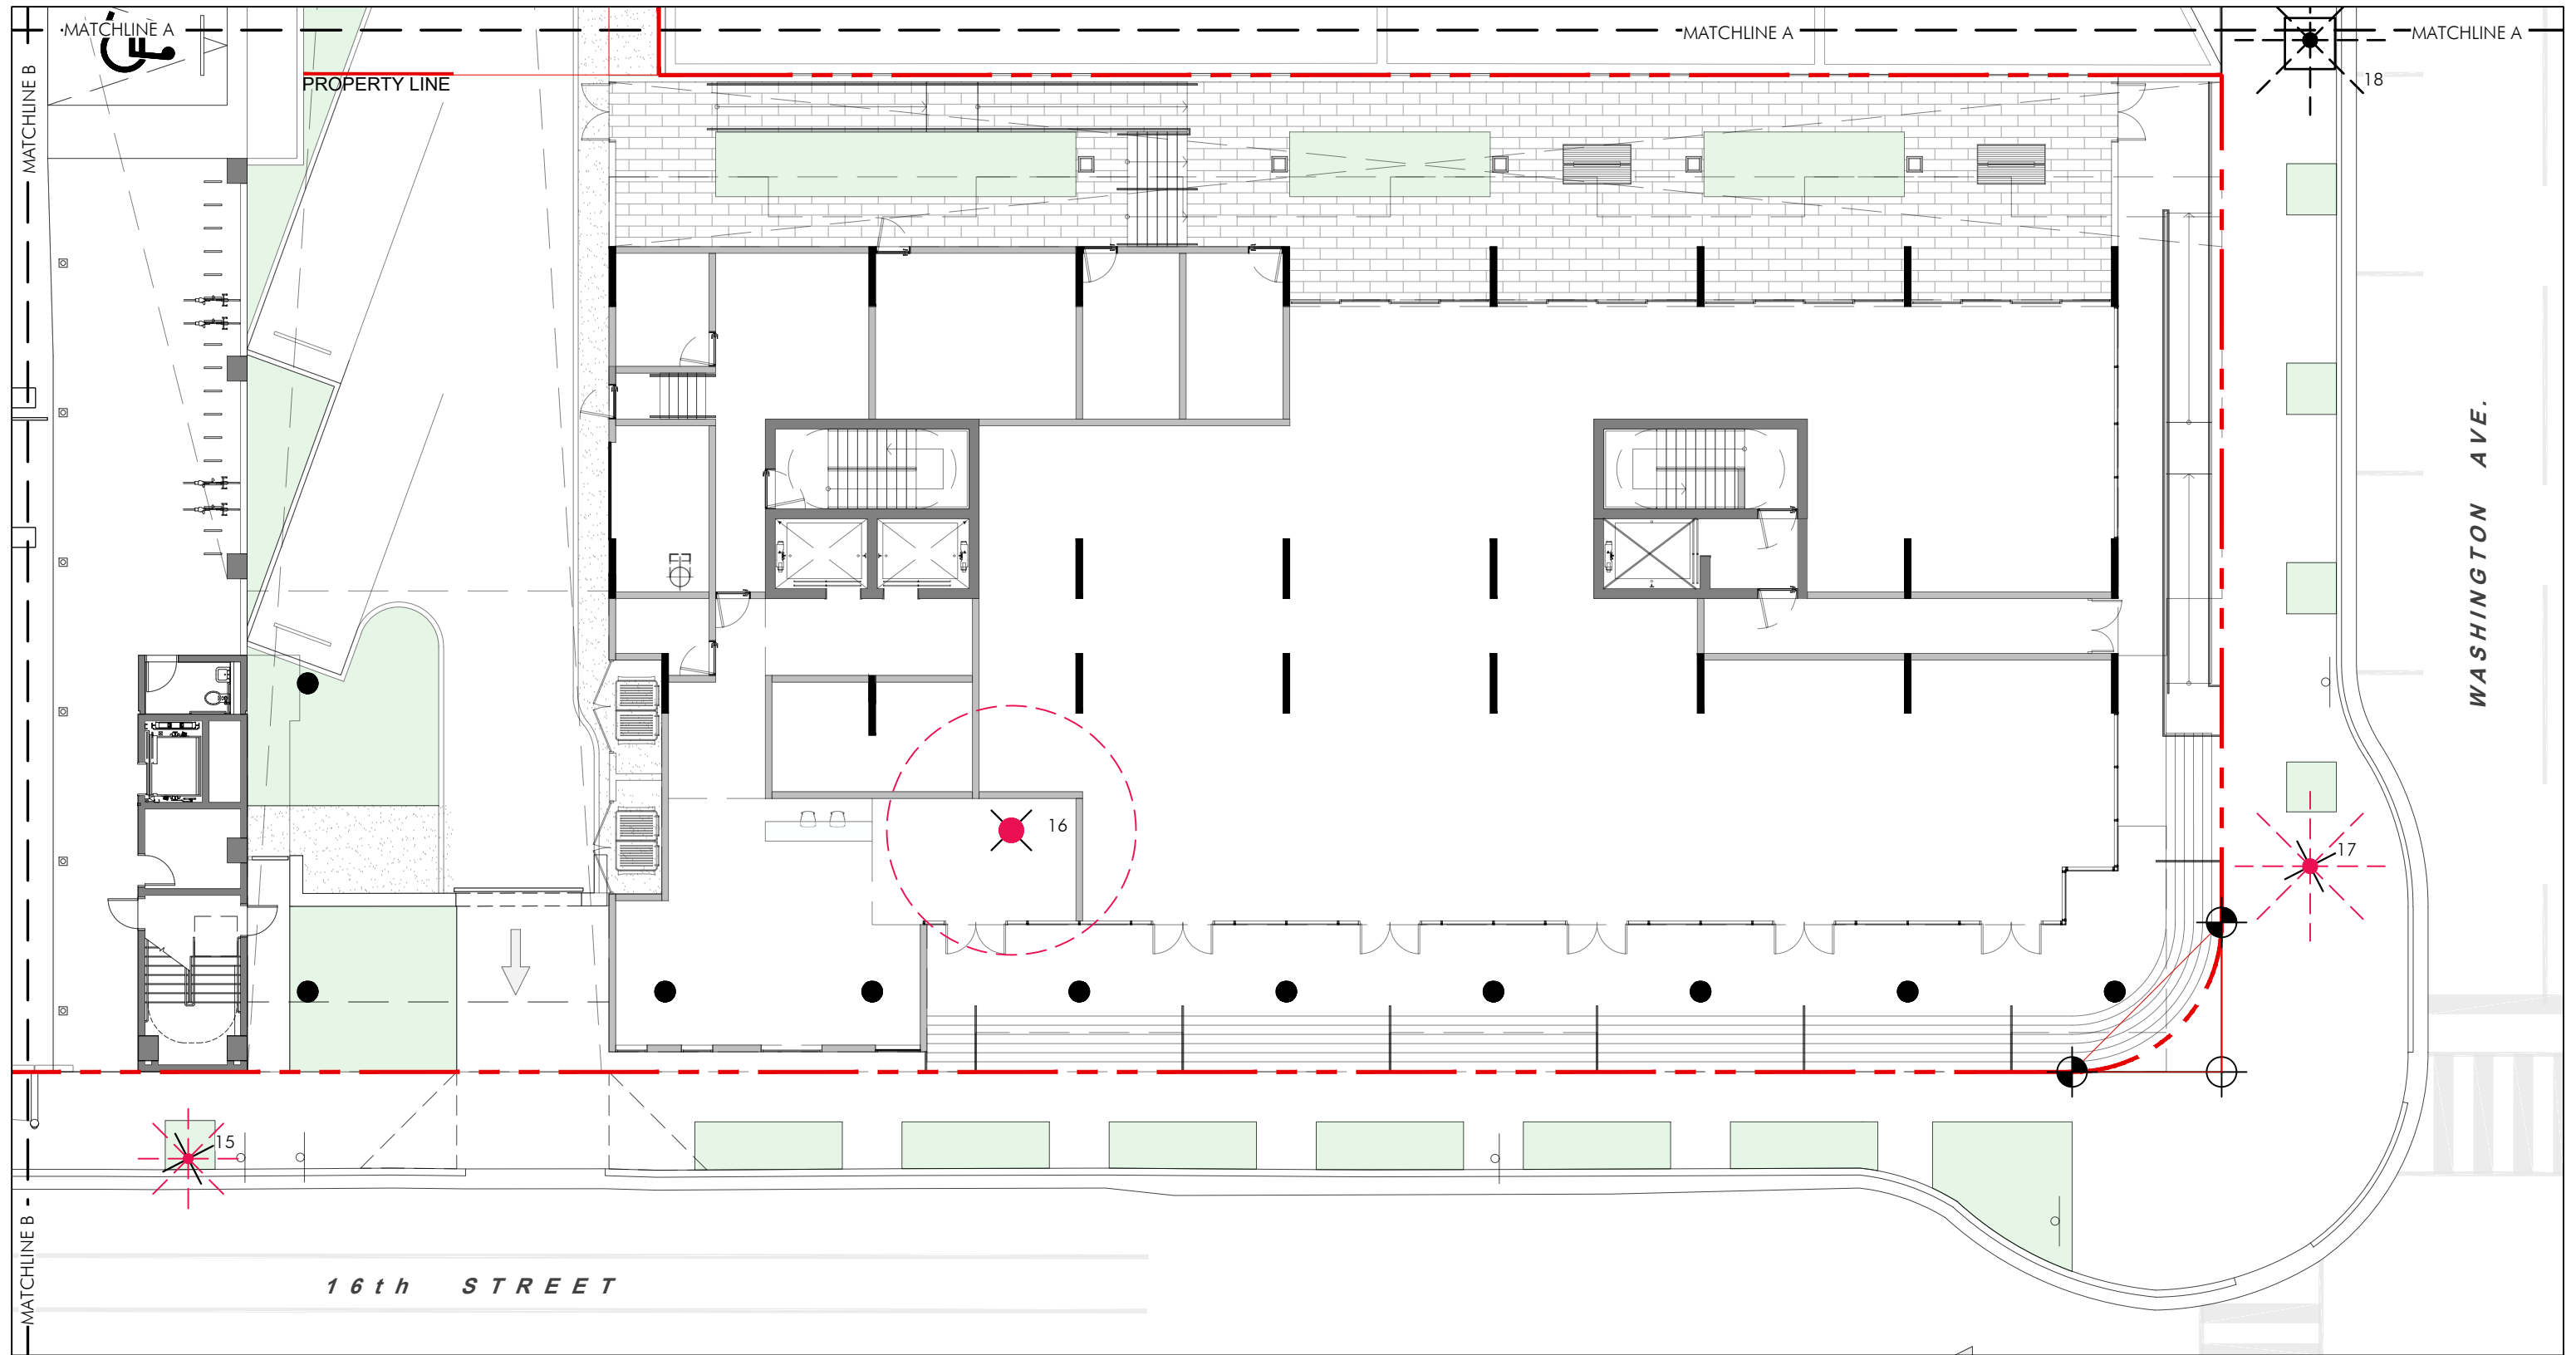 MATCHLINE A
MATCHLINE A
MATCHLINE A
MATCHLINE B
PROPERTY LINE
18
WASHINGTON AVE.
16
17
15
MATCHLINE B
16th STREET